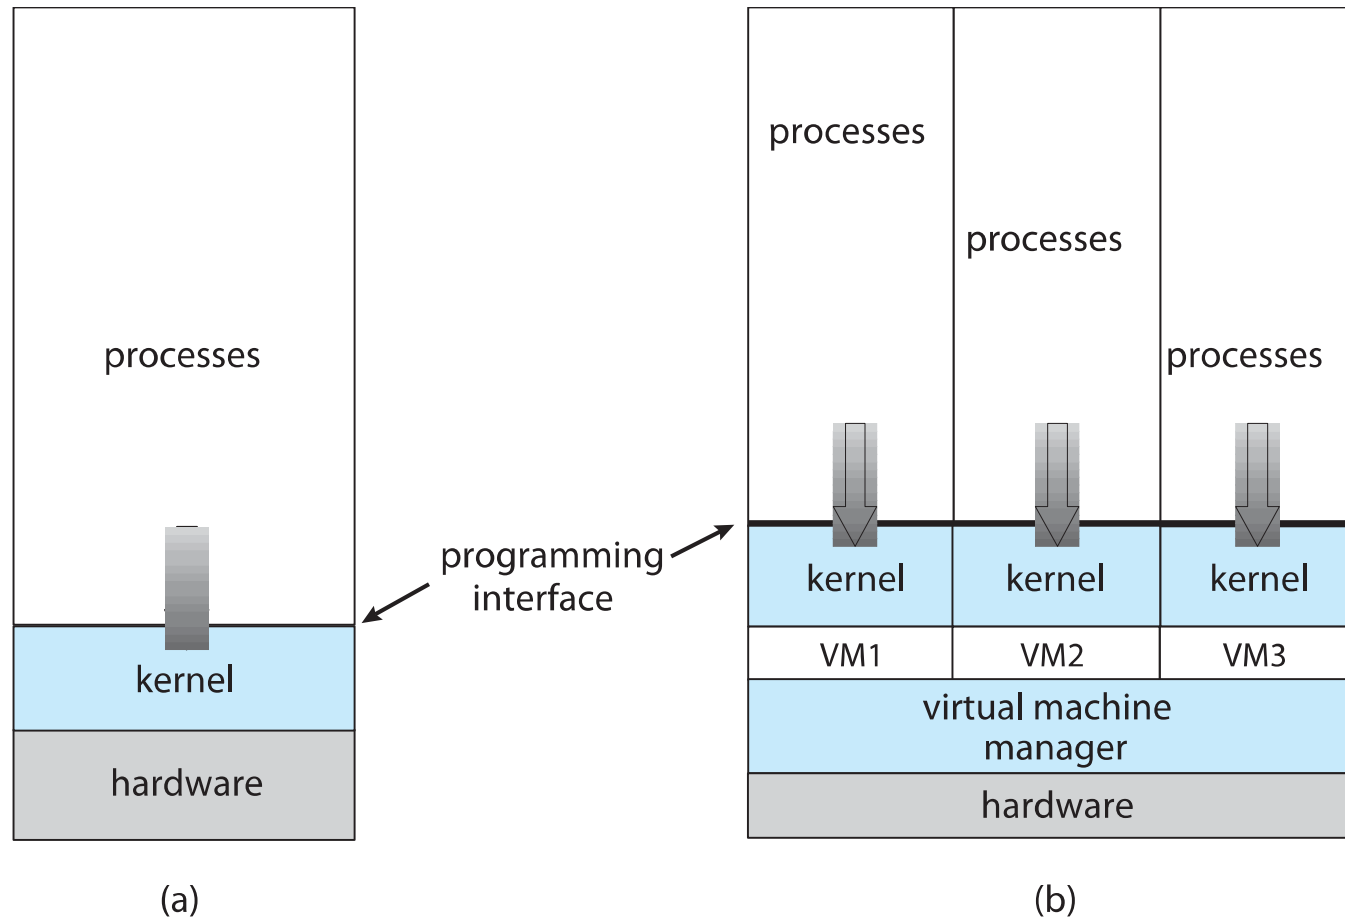 processes
programming
interface
kernel
hardware
(a)
processes
processes
processes
kernel
kernel
kernel
VM1
VM2
VM3
virtual machine
manager
hardware
(b)